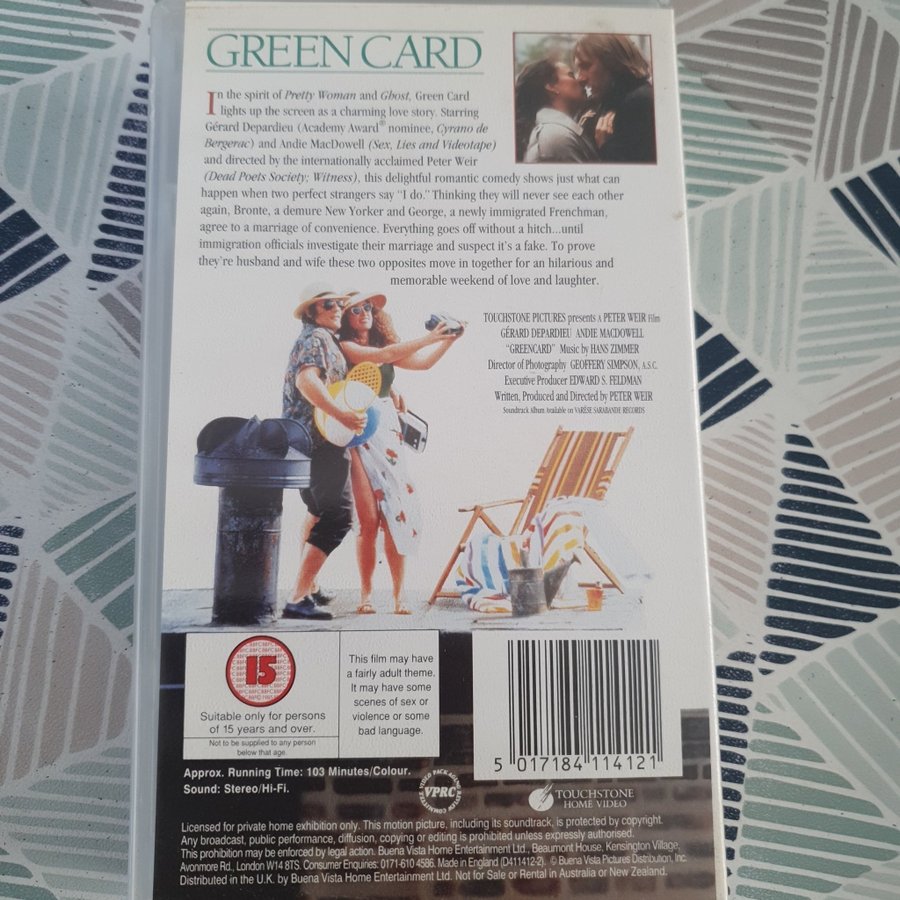 GREEN CARD
In the spirit of Pretty Woman and Ghost, Green Card
lights up the screen as a charming love story. Starring
Gérard Depardieu (Academy Award® nominee, Cyrano de
Bergerac) and Andie MacDowell (Sex, Lies and Videotape)
and directed by the internationally acclaimed Peter Weir
(Dead Poets Society; Witness), this delightful romantic comedy shows just what can
happen when two perfect strangers say "I do." Thinking they will never see each other
again, Bronte, a demure New Yorker and George, a newly immigrated Frenchman,
agree to a marriage of convenience. Everything goes off without a hitch...until
immigration officials investigate their marriage and suspect it's a fake. To prove
they're husband and wife these two opposites move in together for an hilarious and
memorable weekend of love and laughter.
TOUCHSTONE PICTURES presents A PETER WEIR Film
GÉRARD DEPARDIEU ANDIE MACDOWELL
"GREENCARD" Music by HANS ZIMMER
Director of Photography GEOFFERY SIMPSON, A.S.C.
Executive Producer EDWARD S. FELDMAN
Written, Produced and Directed by PETER WEIR
Soundtrack Album Available on VARÈSE SARABANDE RECORDS
15
Suitable only for persons
of 15 years and over.
Not to be supplied to any person
below that age.
This film may have
a fairly adult theme.
It may have some
scenes of sex or
violence or some
bad language.
5 017184 114121
Approx. Running Time: 103 Minutes/Colour.
Sound: Stereo/Hi-Fi.
VIDEO PACKAGING REVIEW COMMITTEE
VPRC
TOUCHSTONE
HOME VIDEO
Licensed for private home exhibition only. This motion picture, including its soundtrack, is protected by copyright.
Any broadcast, public performance, diffusion, copying or editing is prohibited unless expressly authorised.
This prohibition may be enforced by legal action. Buena Vista Home Entertainment Ltd., Beaumont House, Kensington Village,
Avonmore Rd., London W14 8TS. Consumer Enquiries: 0171-610 4586. Made in England (D411412-2). © Buena Vista Pictures Distribution, Inc.
Distributed in the U.K. by Buena Vista Home Entertainment Ltd. Not for Sale or Rental in Australia or New Zealand.